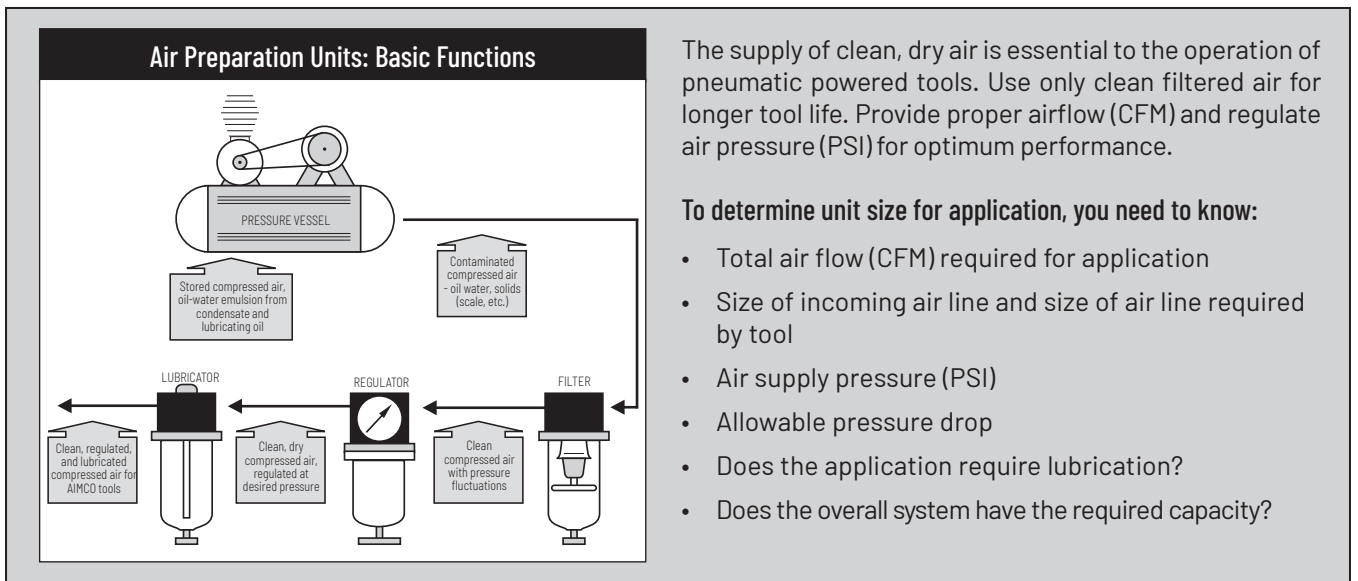 Air Preparation Units: Basic Functions
PRESSURE VESSEL
Stored compressed air,
oil-water emulsion from
condensate and
lubricating oil
Contaminated
compressed air
- oil water, solids
(scale, etc.)
LUBRICATOR
REGULATOR
FILTER
Clean, regulated,
and lubricated
compressed air for
AIMCO tools
Clean, dry
compressed air,
regulated at
desired pressure
Clean
compressed air
with pressure
fluctuations
The supply of clean, dry air is essential to the operation of
pneumatic powered tools. Use only clean filtered air for
longer tool life. Provide proper airflow (CFM) and regulate
air pressure (PSI) for optimum performance.
To determine unit size for application, you need to know:
• Total air flow (CFM) required for application
• Size of incoming air line and size of air line required
by tool
• Air supply pressure (PSI)
• Allowable pressure drop
• Does the application require lubrication?
• Does the overall system have the required capacity?